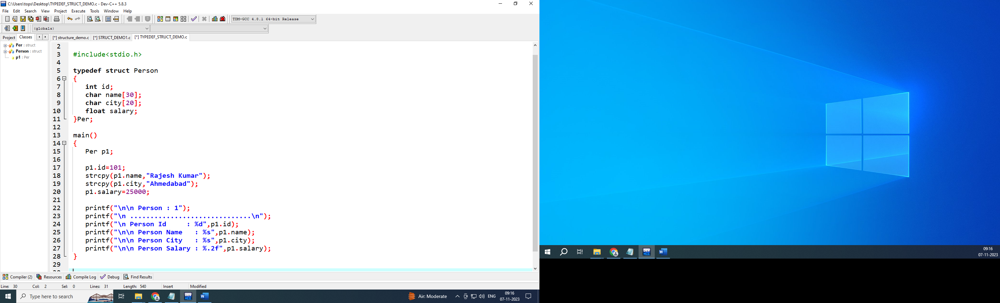 C:\Users\tops\Desktop\TYPEDEF_STRUCT_DEMO.c - Dev-C++ 5.8.3
File Edit Search View Project Execute Tools Window Help
TDM-GCC 4.8.1 64-bit Release
(globals)
Project Classes [*] structure_demo.c [*] STRUCT_DEMO1.c [*] TYPEDEF_STRUCT_DEMO.c
Per : struct
Person : struct
p1 : Per
2
3 #include<stdio.h>
4
5 typedef struct Person
6 {
7 int id;
8 char name[30];
9 char city[20];
10 float salary;
11 }Per;
12
13 main()
14 {
15 Per p1;
16
17 p1.id=101;
18 strcpy(p1.name,"Rajesh Kumar");
19 strcpy(p1.city,"Ahmedabad");
20 p1.salary=25000;
21
22 printf("\n\n Person : 1");
23 printf("\n ..............................\n");
24 printf("\n Person Id     : %d",p1.id);
25 printf("\n\n Person Name   : %s",p1.name);
26 printf("\n\n Person City   : %s",p1.city);
27 printf("\n\n Person Salary : %.2f",p1.salary);
28 }
29
Compiler (2) Resources Compile Log Debug Find Results
Line: 30 Col: 2 Sel: 0 Lines: 31 Length: 540 Insert Modified
Type here to search
DEV
W
Air: Moderate
ENG
09:16
07-11-2023
DEV
W
09:16
07-11-2023